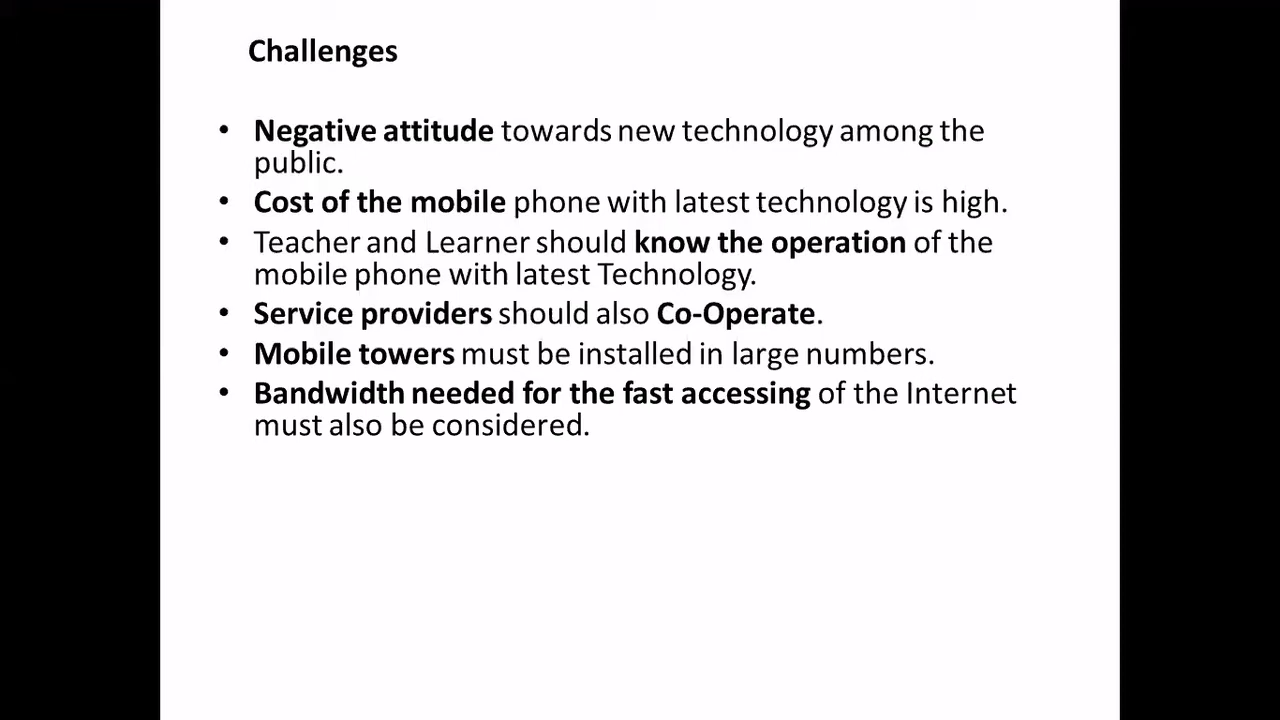 Challenges
• Negative attitude towards new technology among the
public.
• Cost of the mobile phone with latest technology is high.
• Teacher and Learner should know the operation of the
mobile phone with latest Technology.
• Service providers should also Co-Operate.
• Mobile towers must be installed in large numbers.
• Bandwidth needed for the fast accessing of the Internet
must also be considered.